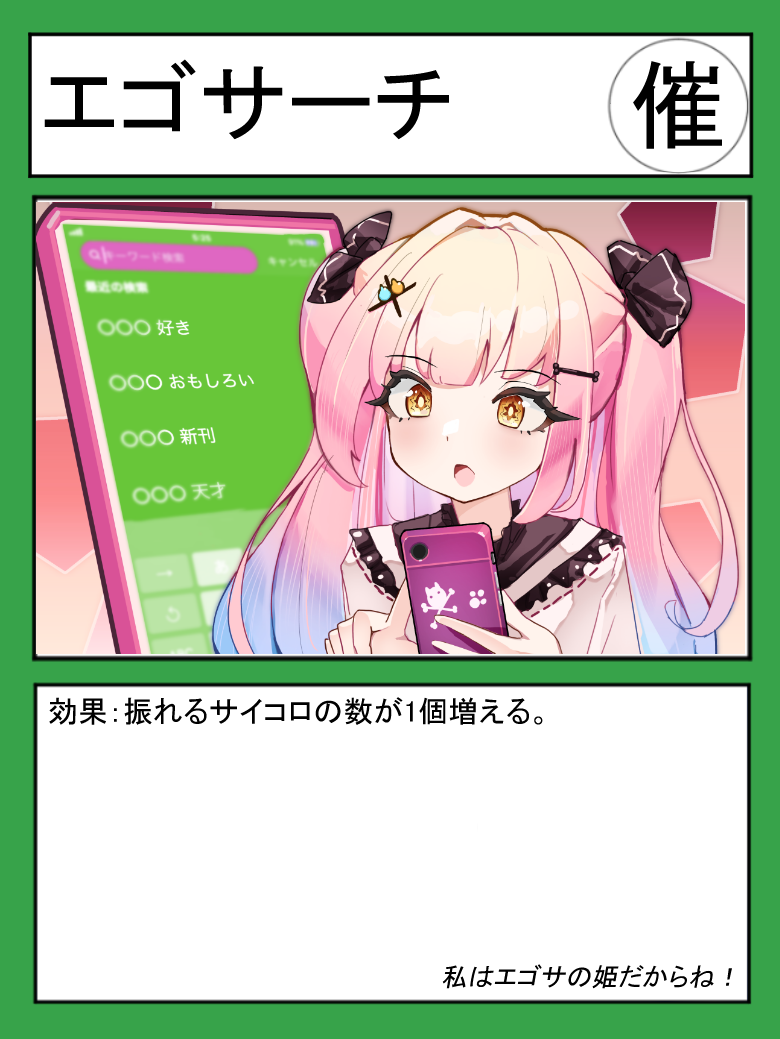 エゴサーチ
催
5:25
キーワード検索
キャンセル
最近の検索
〇〇〇 好き
〇〇〇 おもしろい
〇〇〇 新刊
〇〇〇 天才
効果：振れるサイコロの数が1個増える。
私はエゴサの姫だからね！